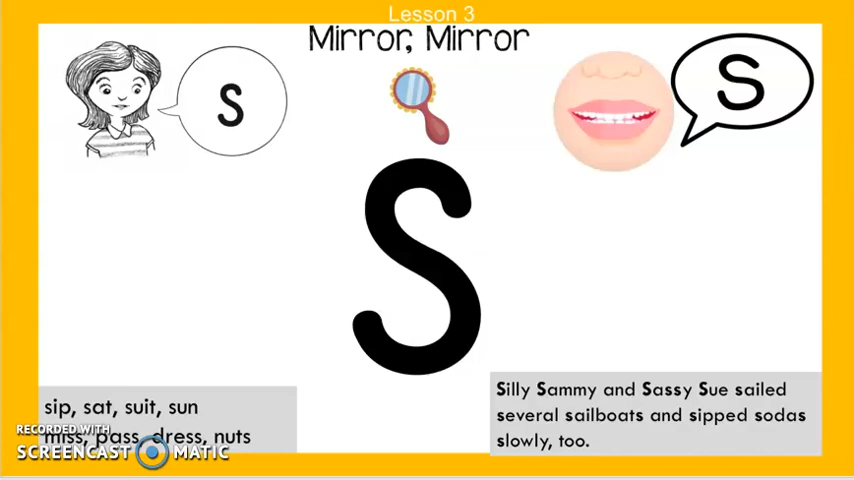 Lesson 3
Mirror, Mirror
S
S
S
sip, sat, suit, sun
miss, pass, dress, nuts
Silly Sammy and Sassy Sue sailed
several sailboats and sipped sodas
slowly, too.
RECORDED WITH
SCREENCAST MATIC